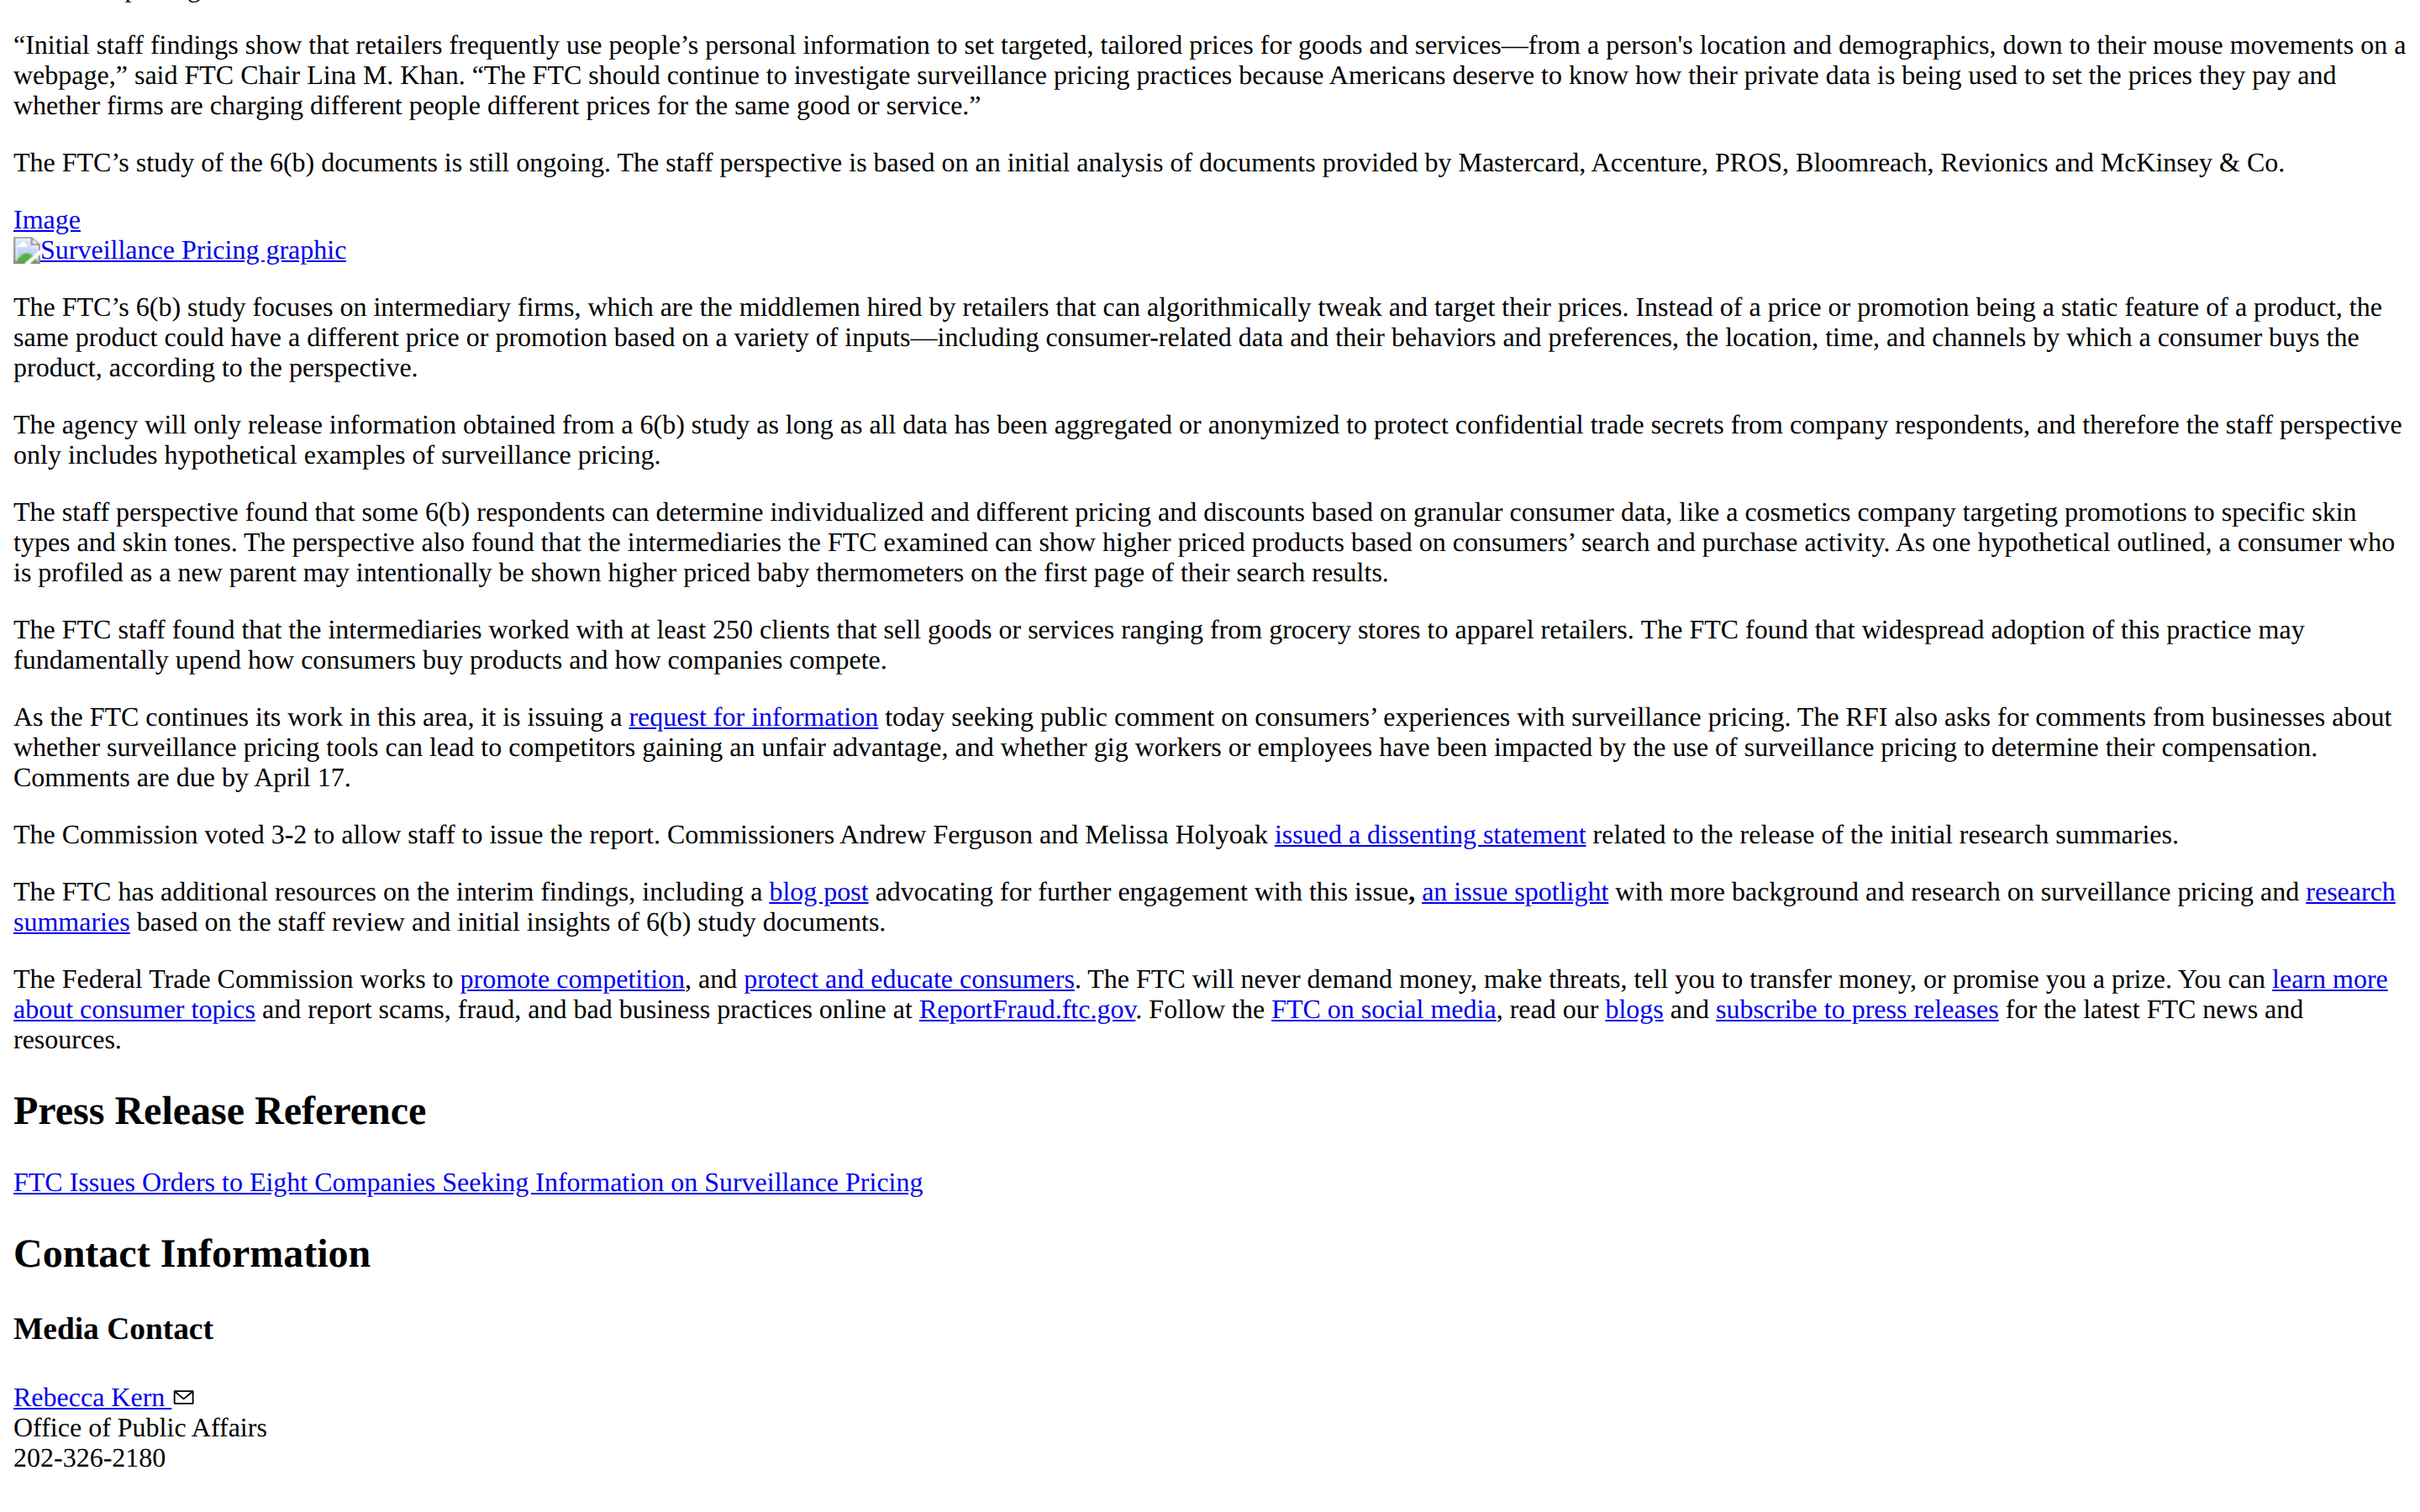 “Initial staff findings show that retailers frequently use people’s personal information to set targeted, tailored prices for goods and services—from a person's location and demographics, down to their mouse movements on a
webpage,” said FTC Chair Lina M. Khan. “The FTC should continue to investigate surveillance pricing practices because Americans deserve to know how their private data is being used to set the prices they pay and
whether firms are charging different people different prices for the same good or service.”
The FTC’s study of the 6(b) documents is still ongoing. The staff perspective is based on an initial analysis of documents provided by Mastercard, Accenture, PROS, Bloomreach, Revionics and McKinsey & Co.
Image
Surveillance Pricing graphic
The FTC’s 6(b) study focuses on intermediary firms, which are the middlemen hired by retailers that can algorithmically tweak and target their prices. Instead of a price or promotion being a static feature of a product, the
same product could have a different price or promotion based on a variety of inputs—including consumer-related data and their behaviors and preferences, the location, time, and channels by which a consumer buys the
product, according to the perspective.
The agency will only release information obtained from a 6(b) study as long as all data has been aggregated or anonymized to protect confidential trade secrets from company respondents, and therefore the staff perspective
only includes hypothetical examples of surveillance pricing.
The staff perspective found that some 6(b) respondents can determine individualized and different pricing and discounts based on granular consumer data, like a cosmetics company targeting promotions to specific skin
types and skin tones. The perspective also found that the intermediaries the FTC examined can show higher priced products based on consumers’ search and purchase activity. As one hypothetical outlined, a consumer who
is profiled as a new parent may intentionally be shown higher priced baby thermometers on the first page of their search results.
The FTC staff found that the intermediaries worked with at least 250 clients that sell goods or services ranging from grocery stores to apparel retailers. The FTC found that widespread adoption of this practice may
fundamentally upend how consumers buy products and how companies compete.
As the FTC continues its work in this area, it is issuing a request for information today seeking public comment on consumers’ experiences with surveillance pricing. The RFI also asks for comments from businesses about
whether surveillance pricing tools can lead to competitors gaining an unfair advantage, and whether gig workers or employees have been impacted by the use of surveillance pricing to determine their compensation.
Comments are due by April 17.
The Commission voted 3-2 to allow staff to issue the report. Commissioners Andrew Ferguson and Melissa Holyoak issued a dissenting statement related to the release of the initial research summaries.
The FTC has additional resources on the interim findings, including a blog post advocating for further engagement with this issue, an issue spotlight with more background and research on surveillance pricing and research
summaries based on the staff review and initial insights of 6(b) study documents.
The Federal Trade Commission works to promote competition, and protect and educate consumers. The FTC will never demand money, make threats, tell you to transfer money, or promise you a prize. You can learn more
about consumer topics and report scams, fraud, and bad business practices online at ReportFraud.ftc.gov. Follow the FTC on social media, read our blogs and subscribe to press releases for the latest FTC news and
resources.
Press Release Reference
FTC Issues Orders to Eight Companies Seeking Information on Surveillance Pricing
Contact Information
Media Contact
Rebecca Kern
Office of Public Affairs
202-326-2180